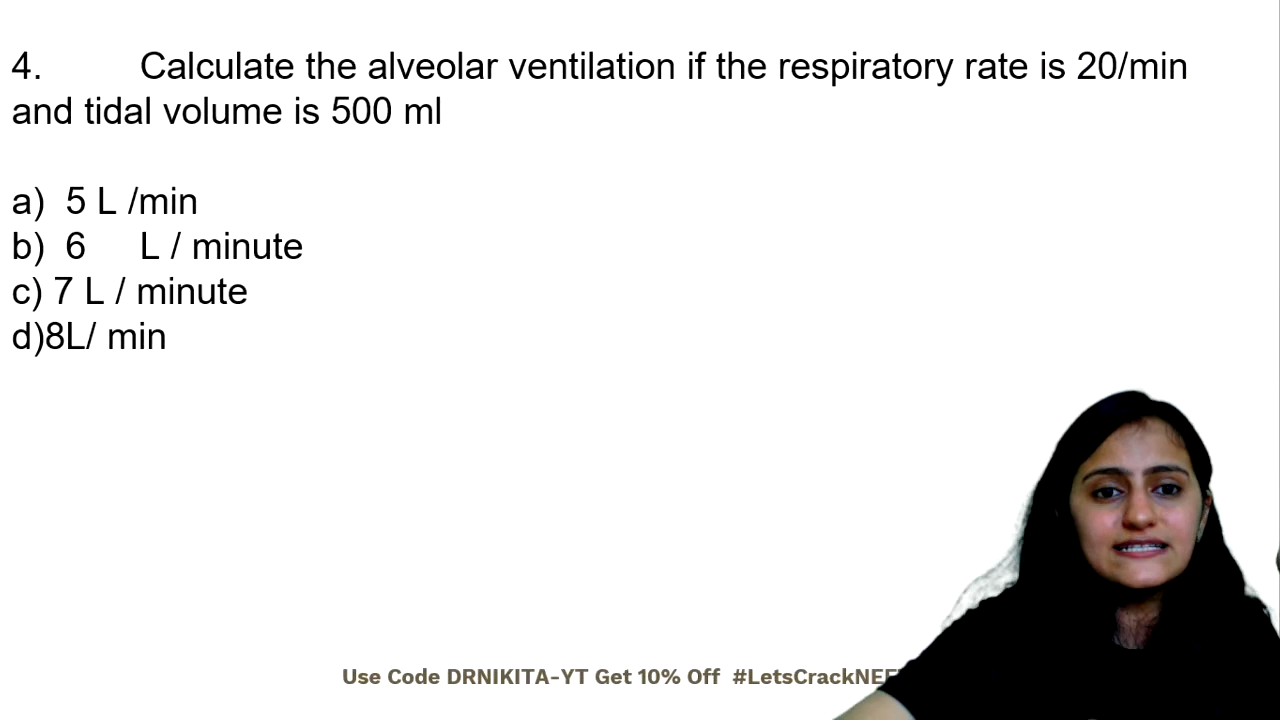 4. Calculate the alveolar ventilation if the respiratory rate is 20/min
and tidal volume is 500 ml
a) 5 L /min
b) 6 L / minute
c) 7 L / minute
d)8L/ min
Use Code DRNIKITA-YT Get 10% Off #LetsCrackNEE